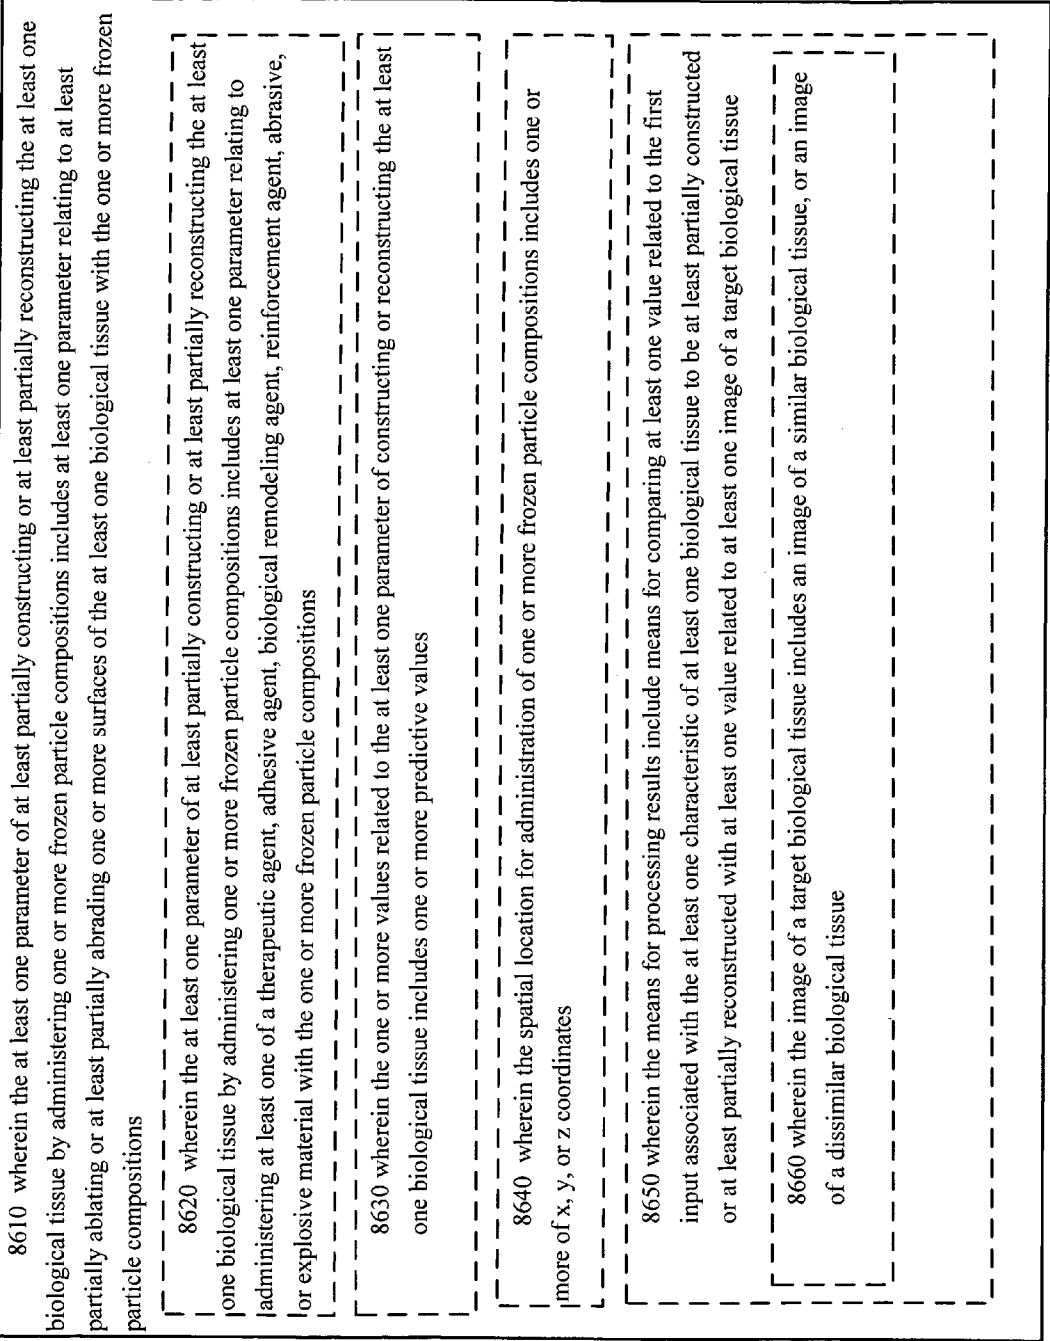 8610 wherein the at least one parameter of at least partially constructing or at least partially reconstructing the at least one
biological tissue by administering one or more frozen particle compositions includes at least one parameter relating to at least
partially ablating or at least partially abrading one or more surfaces of the at least one biological tissue with the one or more frozen
particle compositions
8620 wherein the at least one parameter of at least partially constructing or at least partially reconstructing the at least
one biological tissue by administering one or more frozen particle compositions includes at least one parameter relating to
administering at least one of a therapeutic agent, adhesive agent, biological remodeling agent, reinforcement agent, abrasive,
or explosive material with the one or more frozen particle compositions
8630 wherein the one or more values related to the at least one parameter of constructing or reconstructing the at least
one biological tissue includes one or more predictive values
8640 wherein the spatial location for administration of one or more frozen particle compositions includes one or
more of x, y, or z coordinates
8650 wherein the means for processing results include means for comparing at least one value related to the first
input associated with the at least one characteristic of at least one biological tissue to be at least partially constructed
or at least partially reconstructed with at least one value related to at least one image of a target biological tissue
8660 wherein the image of a target biological tissue includes an image of a similar biological tissue, or an image
of a dissimilar biological tissue